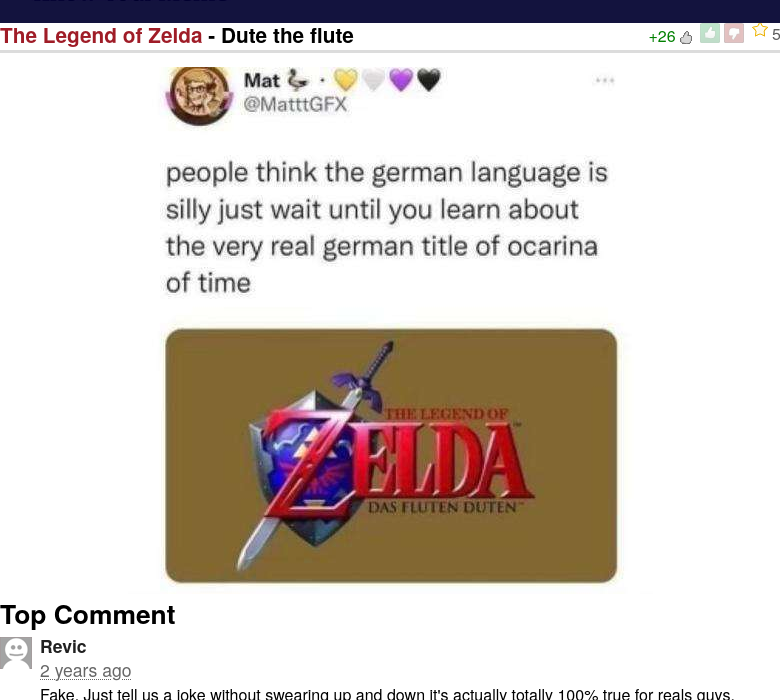 The Legend of Zelda - Dute the flute
+26
5
Mat ·
@MatttGFX
people think the german language is
silly just wait until you learn about
the very real german title of ocarina
of time
THE LEGEND OF
ZELDA
DAS FLUTEN DUTEN™
Top Comment
Revic
2 years ago
Fake. Just tell us a joke without swearing up and down it's actually totally 100% true for reals guys.